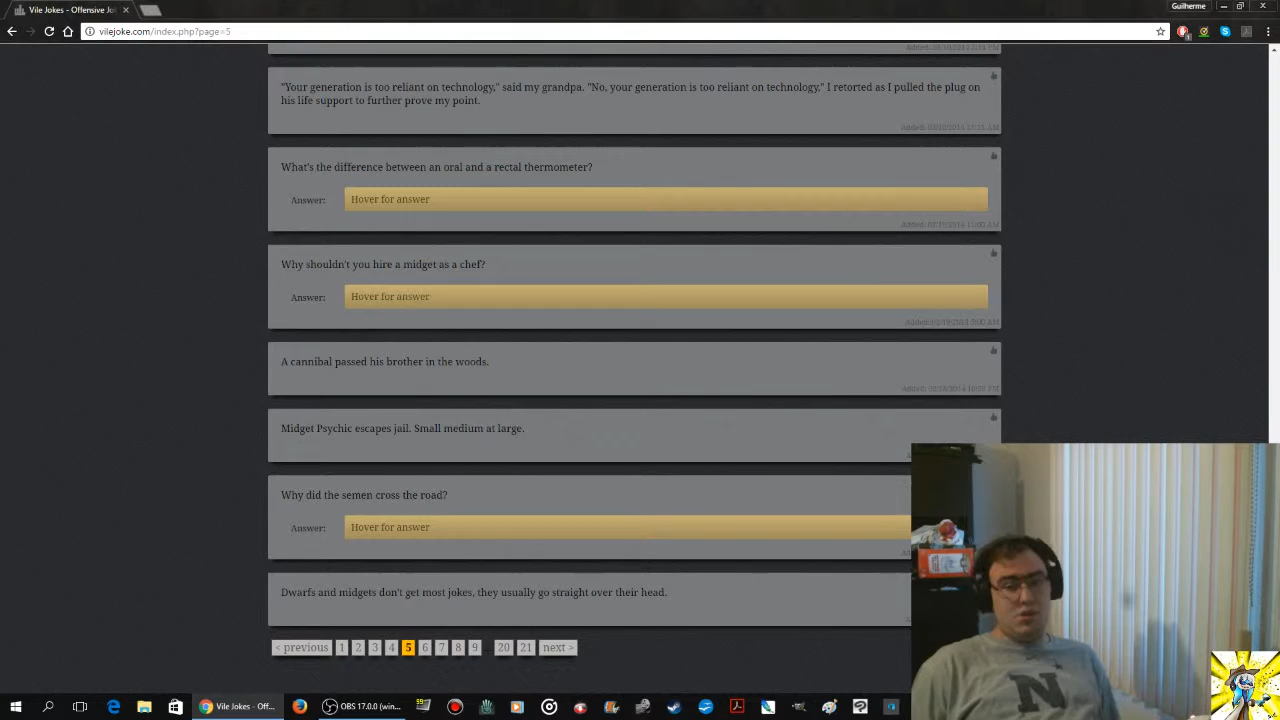 Vile Jokes - Offensive Jo
Guilherme
vilejoke.com/index.php?page=5
"Your generation is too reliant on technology," said my grandpa. "No, your generation is too reliant on technology," I retorted as I pulled the plug on
his life support to further prove my point.
What's the difference between an oral and a rectal thermometer?
Answer:
Hover for answer
Why shouldn't you hire a midget as a chef?
Answer:
Hover for answer
A cannibal passed his brother in the woods.
Midget Psychic escapes jail. Small medium at large.
Why did the semen cross the road?
Answer:
Hover for answer
Dwarfs and midgets don't get most jokes, they usually go straight over their head.
< previous 1 2 3 4 5 6 7 8 9 ... 20 21 next >
N
Vile Jokes - Off...
OBS 17.0.0 (win...